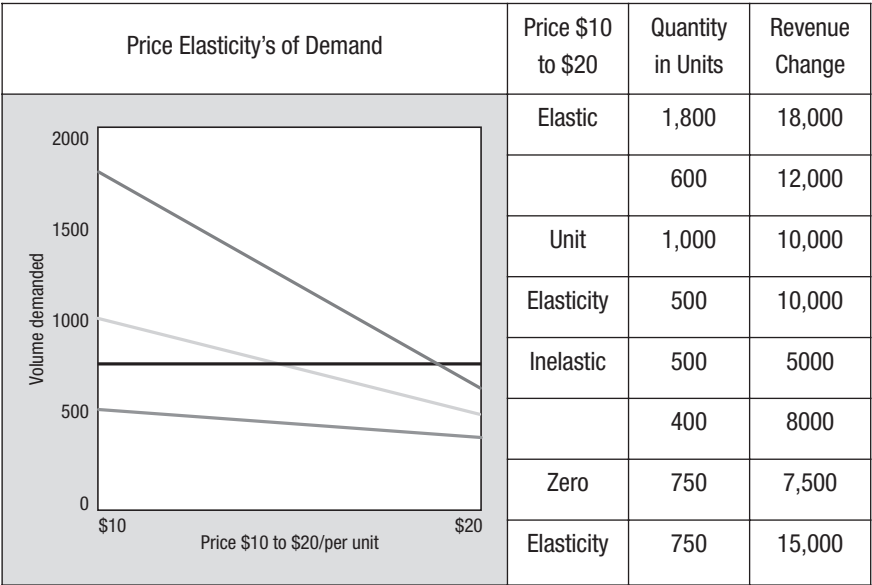 Price Elasticity's of Demand
Price $10
to $20
Quantity
in Units
Revenue
Change
Elastic
1,800
18,000
600
12,000
Unit
1,000
10,000
Elasticity
500
10,000
Inelastic
500
5000
400
8000
Zero
750
7,500
Elasticity
750
15,000
Volume demanded
2000
1500
1000
500
0
$10
$20
Price $10 to $20/per unit